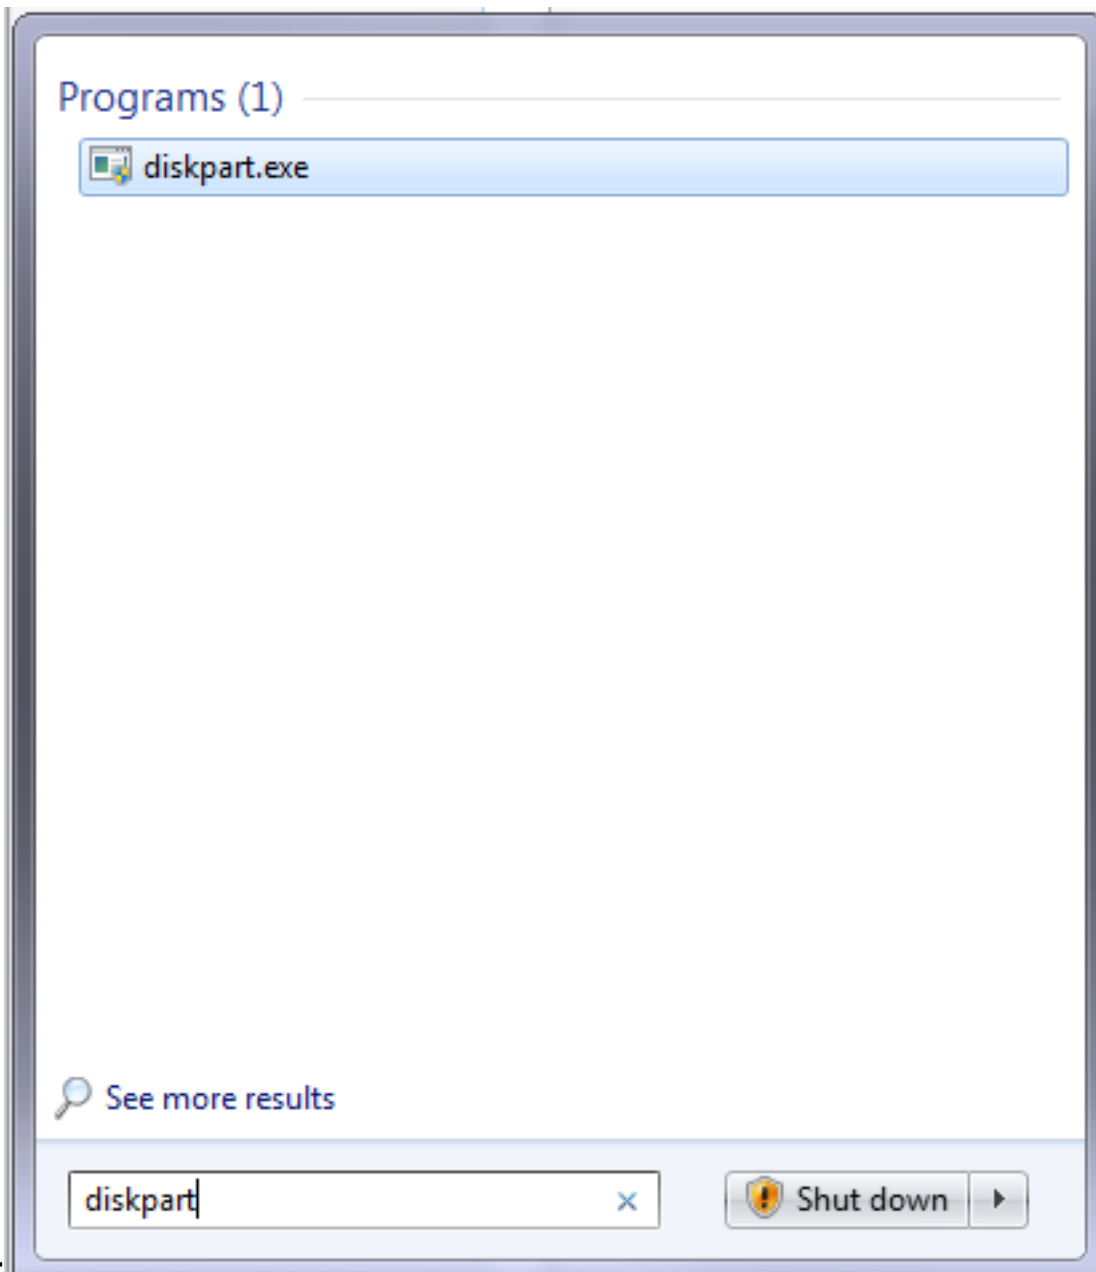 Programs (1)
diskpart.exe
See more results
diskpart
Shut down